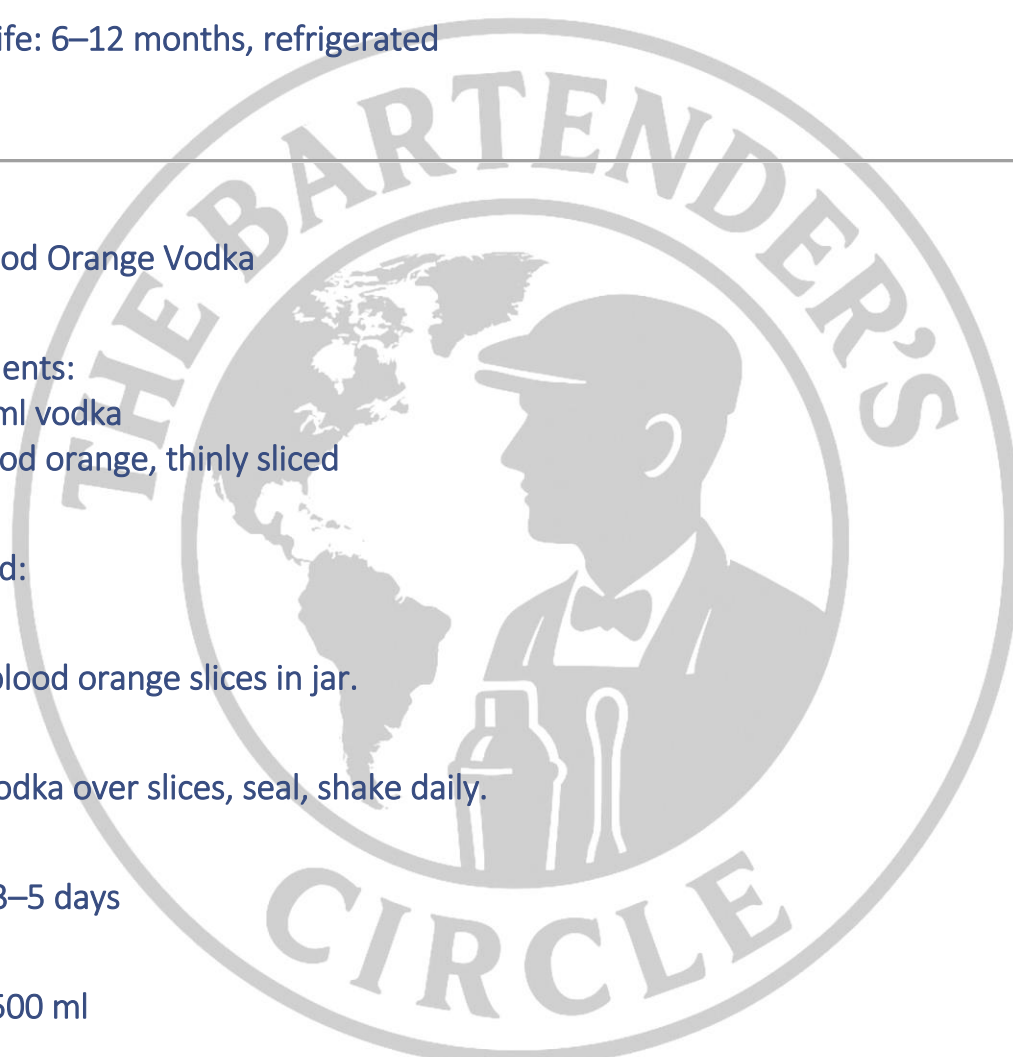 ife: 6–12 months, refrigerated
THE BARTENDER'S
od Orange Vodka
ents:
ml vodka
od orange, thinly sliced
d:
blood orange slices in jar.
odka over slices, seal, shake daily.
3–5 days
500 ml
CIRCLE